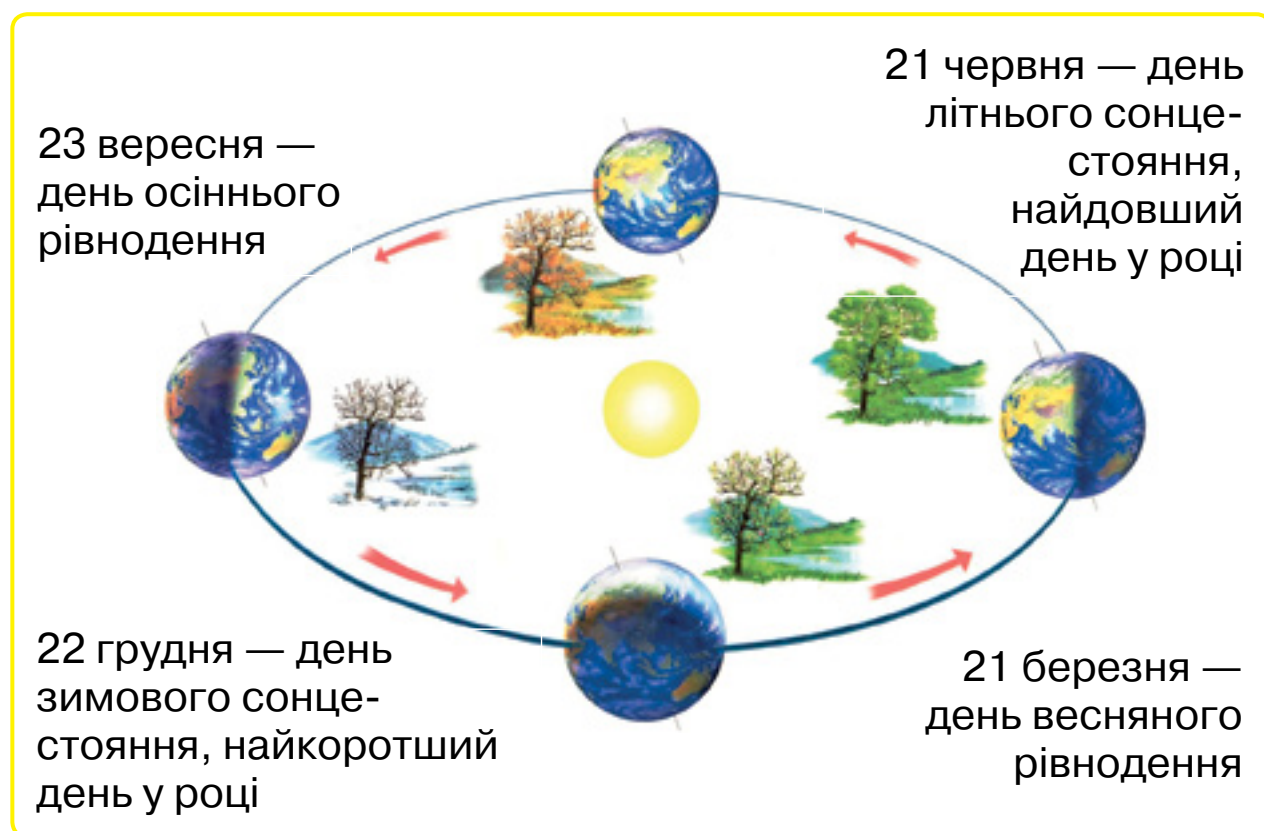 23 вересня —
день осіннього
рівнодення
21 червня — день
літнього сонце-
стояння,
найдовший
день у році
22 грудня — день
зимового сонце-
стояння, найкоротший
день у році
21 березня —
день весняного
рівнодення